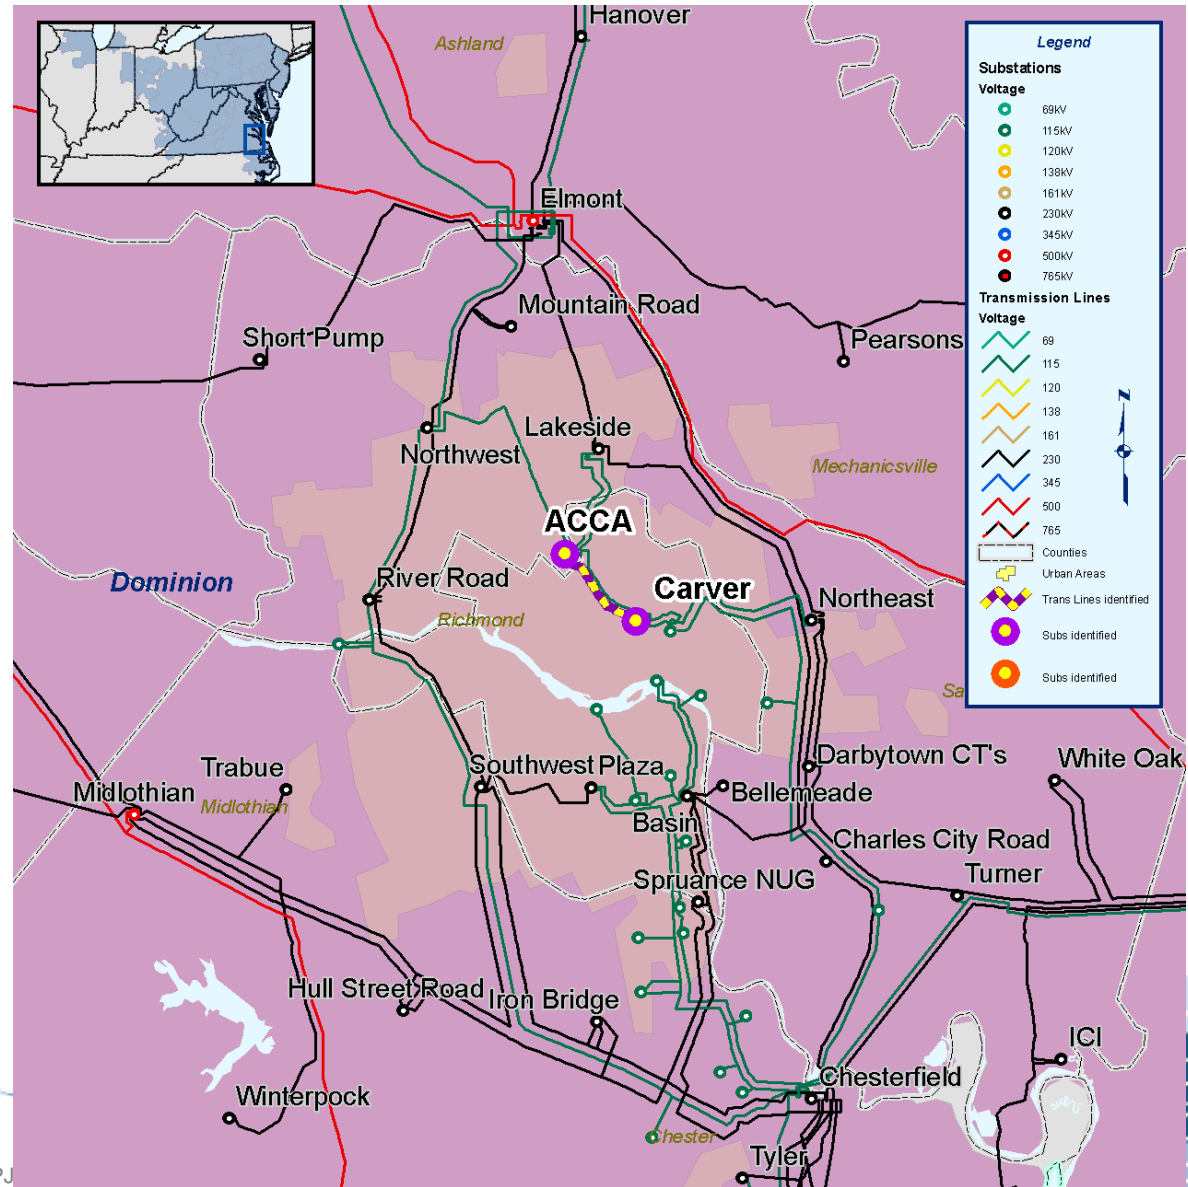 Hanover
Ashland
Legend
Substations
Voltage
69kV
115kV
120kV
138kV
161kV
230kV
345kV
500kV
765kV
Transmission Lines
Voltage
69
115
120
138
161
230
345
500
765
Counties
Urban Areas
Trans Lines identified
Subs identified
Subs identified
N
Elmont
Mountain Road
Short Pump
Pearsons
Lakeside
Northwest
Mechanicsville
ACCA
Dominion
River Road
Carver
Northeast
Richmond
Sa
Darbytown CT's
White Oak
Southwest
Plaza
Trabue
Midlothian
Midlothian
Bellemeade
Basin
Charles City Road
Turner
Spruance NUG
Hull Street Road
Iron Bridge
ICI
Chesterfield
Winterpock
Chester
Tyler
PJ